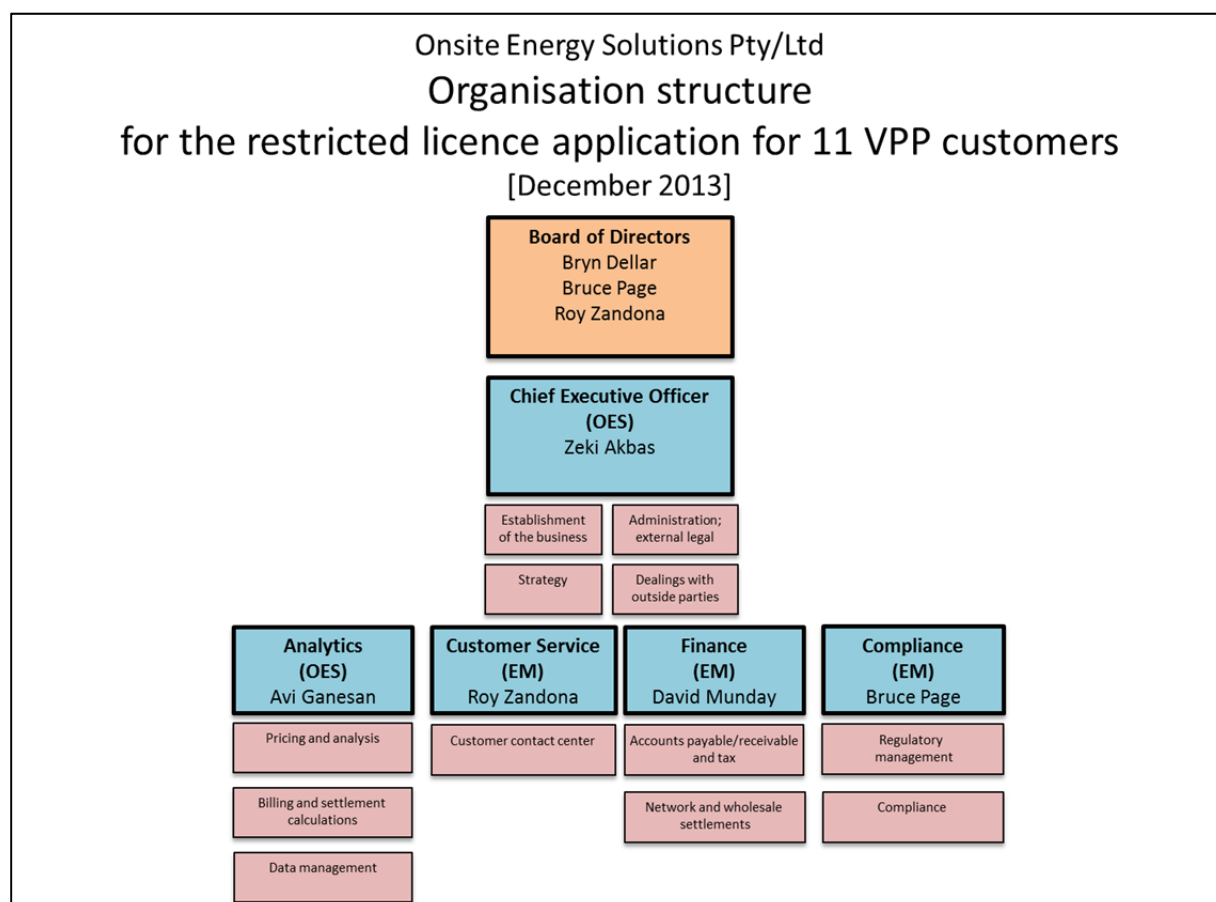 Onsite Energy Solutions Pty/Ltd
Organisation structure
for the restricted licence application for 11 VPP customers
[December 2013]
Board of Directors
Bryn Dellar
Bruce Page
Roy Zandona
Chief Executive Officer
(OES)
Zeki Akbas
Establishment
of the business
Administration;
external legal
Strategy
Dealings with
outside parties
Analytics
(OES)
Avi Ganesan
Customer Service
(EM)
Roy Zandona
Finance
(EM)
David Munday
Compliance
(EM)
Bruce Page
Pricing and analysis
Customer contact center
Accounts payable/receivable
and tax
Regulatory
management
Billing and settlement
calculations
Network and wholesale
settlements
Compliance
Data management